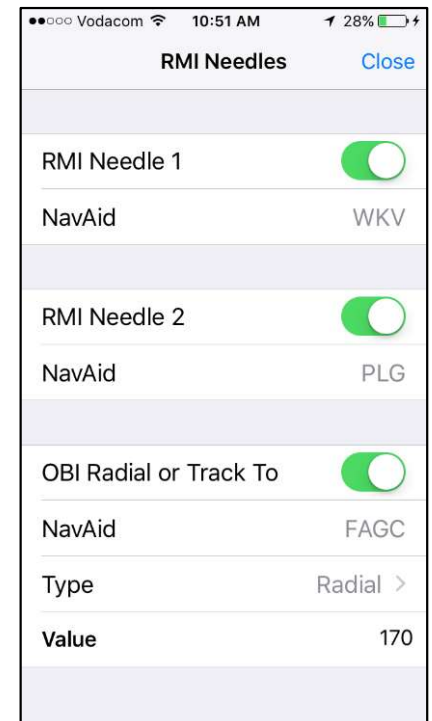 Vodacom 10:51 AM 28%
RMI Needles Close
RMI Needle 1
NavAid WKV
RMI Needle 2
NavAid PLG
OBI Radial or Track To
NavAid FAGC
Type Radial >
Value 170